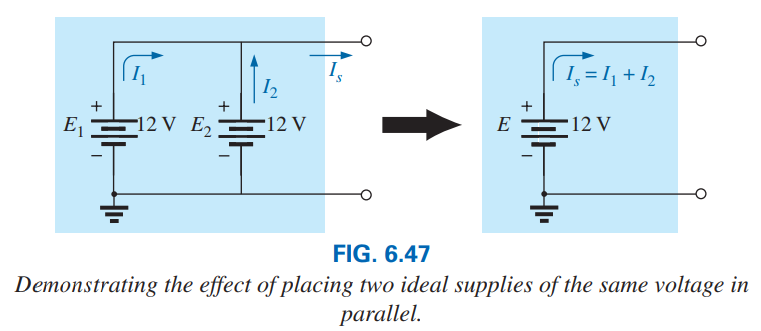 I₁
I₂
Iₛ
+
E₁
12 V
−
+
E₂
12 V
−
Iₛ = I₁ + I₂
+
E
12 V
−
FIG. 6.47
Demonstrating the effect of placing two ideal supplies of the same voltage in
parallel.